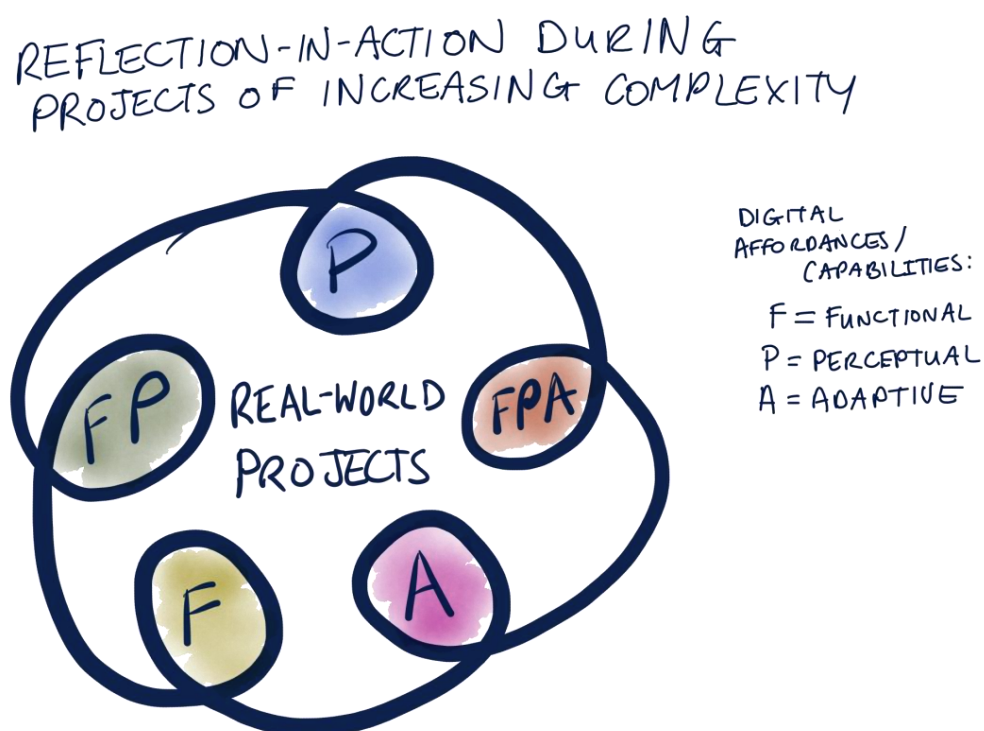 REFLECTION-IN-ACTION DURING
PROJECTS OF INCREASING COMPLEXITY
P
FP
REAL-WORLD
PROJECTS
FPA
F
A
DIGITAL
AFFORDANCES/
CAPABILITIES:
F = FUNCTIONAL
P = PERCEPTUAL
A = ADAPTIVE